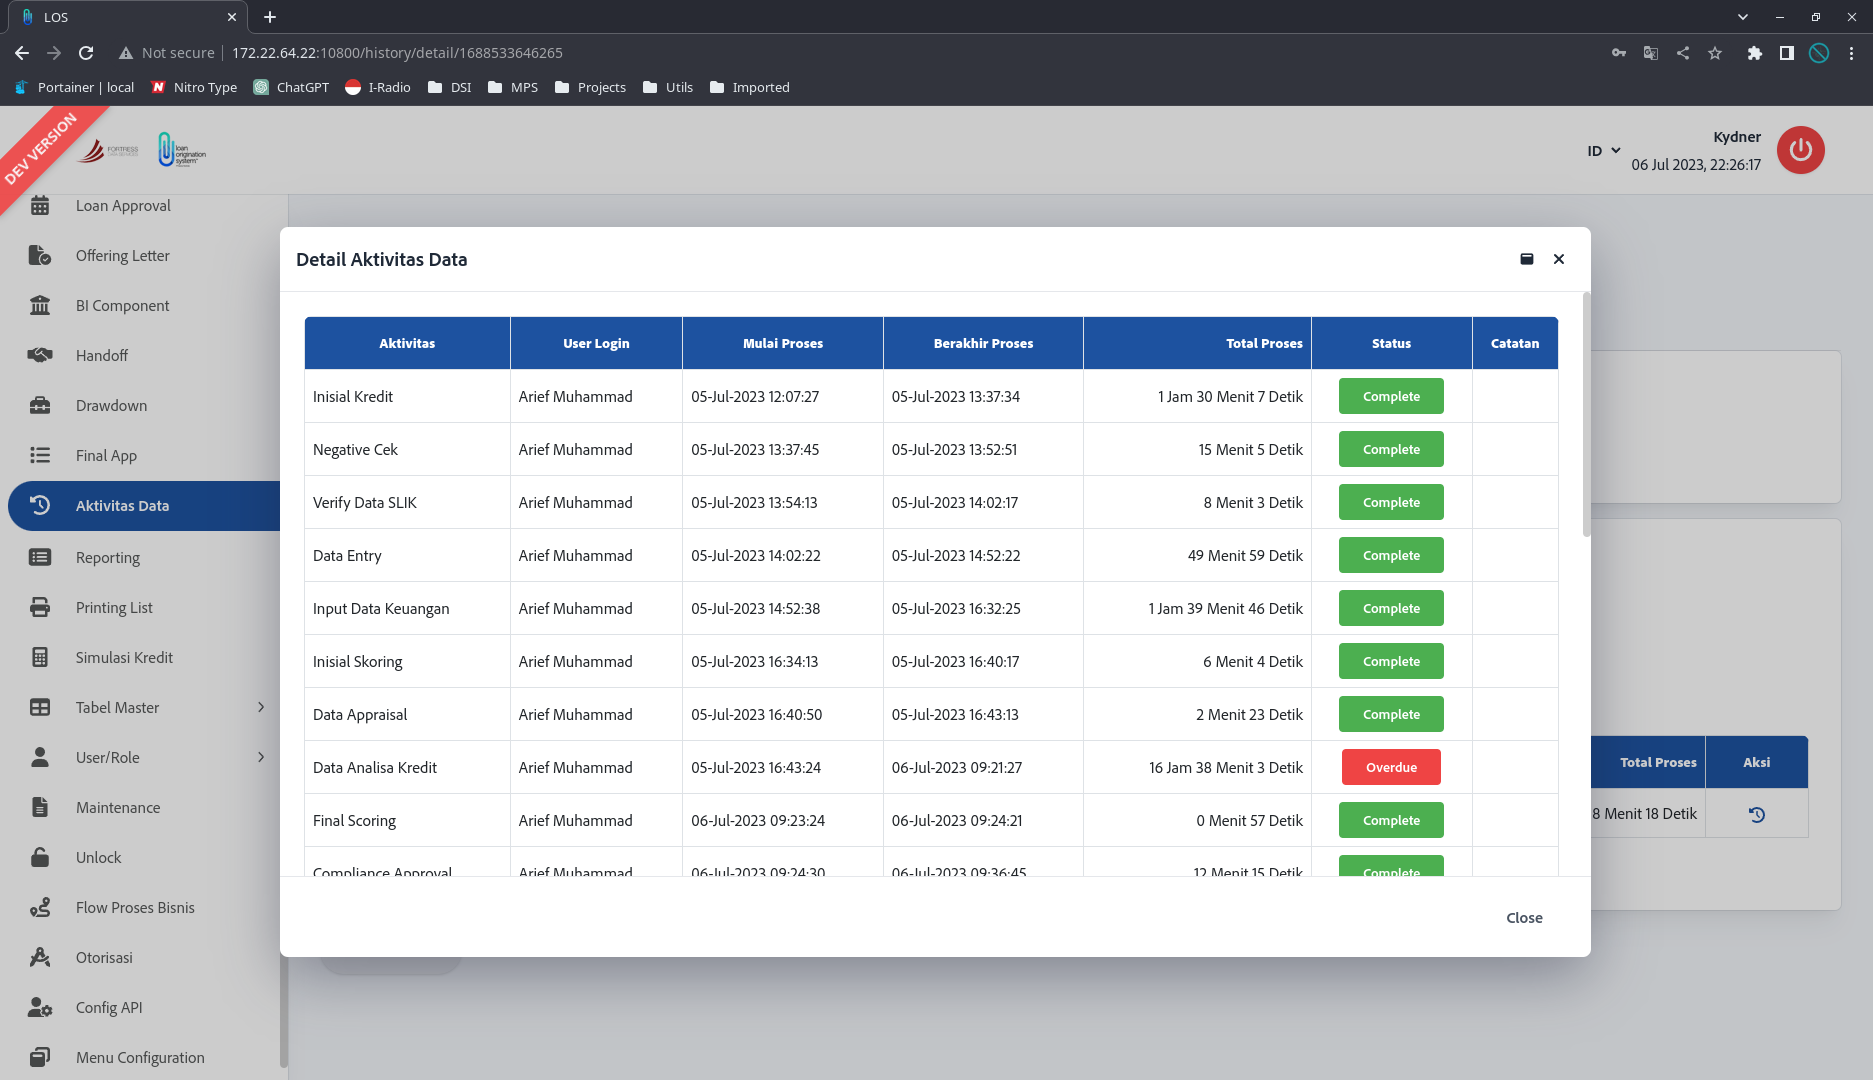 LOS
Not secure 172.22.64.22:10800/history/detail/1688533646265
Portainer | local Nitro Type ChatGPT I-Radio DSI MPS Projects Utils Imported
DEV VERSION
FORTRESS
loan
origination
system
ID
Kydner
06 Jul 2023, 22:26:17
Loan Approval
Offering Letter
BI Component
Handoff
Drawdown
Final App
Aktivitas Data
Reporting
Printing List
Simulasi Kredit
Tabel Master
User/Role
Maintenance
Unlock
Flow Proses Bisnis
Otorisasi
Config API
Menu Configuration
Detail Aktivitas Data
Aktivitas User Login Mulai Proses Berakhir Proses Total Proses Status Catatan
Inisial Kredit Arief Muhammad 05-Jul-2023 12:07:27 05-Jul-2023 13:37:34 1 Jam 30 Menit 7 Detik Complete
Negative Cek Arief Muhammad 05-Jul-2023 13:37:45 05-Jul-2023 13:52:51 15 Menit 5 Detik Complete
Verify Data SLIK Arief Muhammad 05-Jul-2023 13:54:13 05-Jul-2023 14:02:17 8 Menit 3 Detik Complete
Data Entry Arief Muhammad 05-Jul-2023 14:02:22 05-Jul-2023 14:52:22 49 Menit 59 Detik Complete
Input Data Keuangan Arief Muhammad 05-Jul-2023 14:52:38 05-Jul-2023 16:32:25 1 Jam 39 Menit 46 Detik Complete
Inisial Skoring Arief Muhammad 05-Jul-2023 16:34:13 05-Jul-2023 16:40:17 6 Menit 4 Detik Complete
Data Appraisal Arief Muhammad 05-Jul-2023 16:40:50 05-Jul-2023 16:43:13 2 Menit 23 Detik Complete
Data Analisa Kredit Arief Muhammad 05-Jul-2023 16:43:24 06-Jul-2023 09:21:27 16 Jam 38 Menit 3 Detik Overdue
Final Scoring Arief Muhammad 06-Jul-2023 09:23:24 06-Jul-2023 09:24:21 0 Menit 57 Detik Complete
Compliance Approval Arief Muhammad 06-Jul-2023 09:24:30 06-Jul-2023 09:36:45 12 Menit 15 Detik Complete
Close
Total Proses Aksi
8 Menit 18 Detik